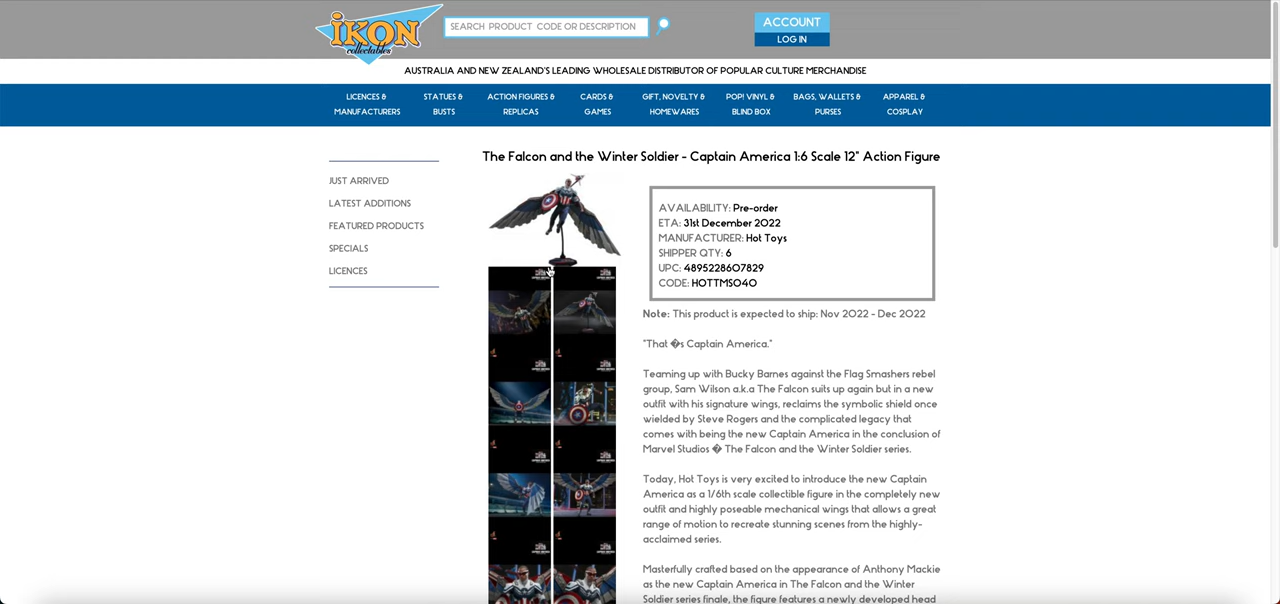 iKON
collectables
SEARCH PRODUCT CODE OR DESCRIPTION
ACCOUNT
LOG IN
AUSTRALIA AND NEW ZEALAND'S LEADING WHOLESALE DISTRIBUTOR OF POPULAR CULTURE MERCHANDISE
LICENCES &
MANUFACTURERS
STATUES &
BUSTS
ACTION FIGURES &
REPLICAS
CARDS &
GAMES
GIFT, NOVELTY &
HOMEWARES
POP! VINYL &
BLIND BOX
BAGS, WALLETS &
PURSES
APPAREL &
COSPLAY
JUST ARRIVED
LATEST ADDITIONS
FEATURED PRODUCTS
SPECIALS
LICENCES
The Falcon and the Winter Soldier - Captain America 1:6 Scale 12" Action Figure
AVAILABILITY: Pre-order
ETA: 31st December 2022
MANUFACTURER: Hot Toys
SHIPPER QTY: 6
UPC: 4895228607829
CODE: HOTTMS040
Note: This product is expected to ship: Nov 2022 - Dec 2022
"That �s Captain America."
Teaming up with Bucky Barnes against the Flag Smashers rebel
group, Sam Wilson a.k.a The Falcon suits up again but in a new
outfit with his signature wings, reclaims the symbolic shield once
wielded by Steve Rogers and the complicated legacy that
comes with being the new Captain America in the conclusion of
Marvel Studios � The Falcon and the Winter Soldier series.
Today, Hot Toys is very excited to introduce the new Captain
America as a 1/6th scale collectible figure in the completely new
outfit and highly poseable mechanical wings that allows a great
range of motion to recreate stunning scenes from the highly-
acclaimed series.
Masterfully crafted based on the appearance of Anthony Mackie
as the new Captain America in The Falcon and the Winter
Soldier series finale, the figure features a newly developed head